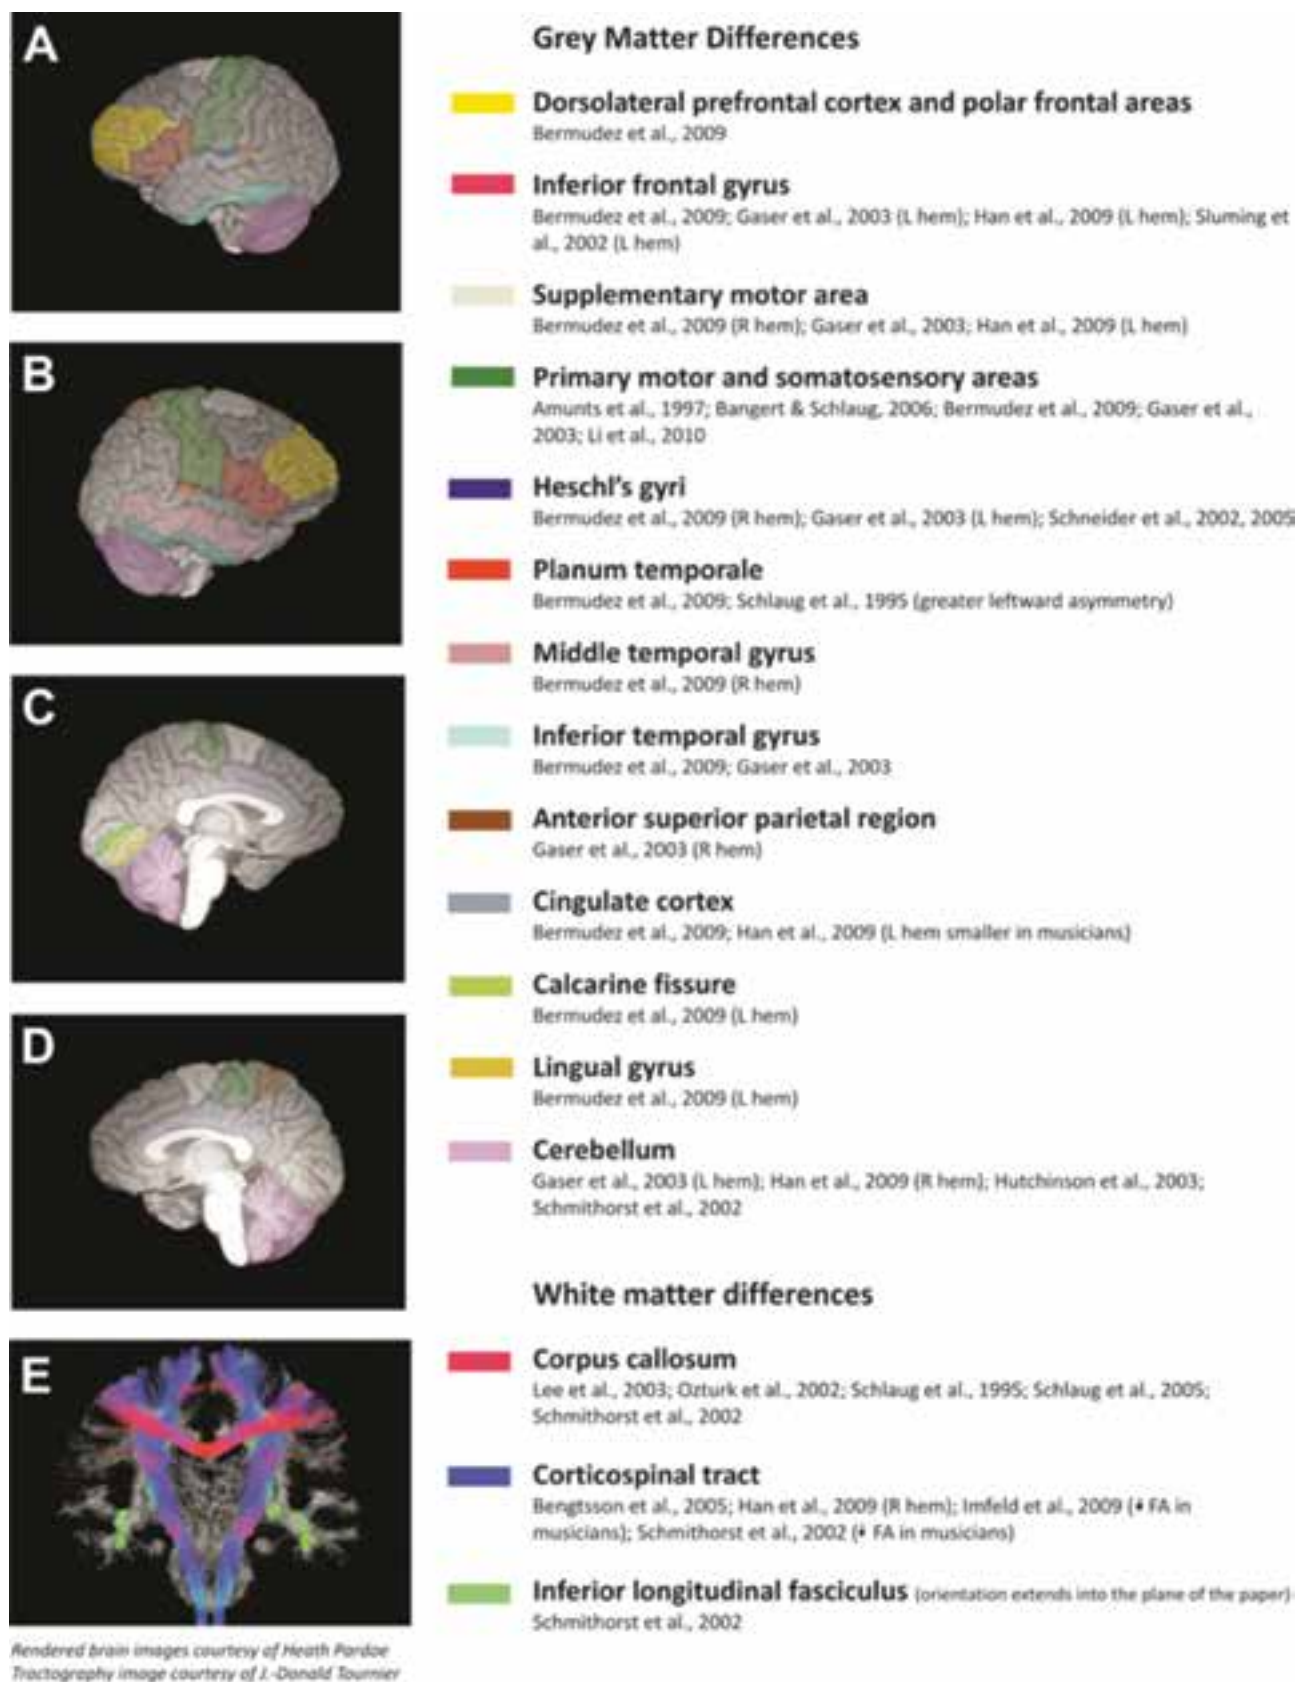 A
Grey Matter Differences
Dorsolateral prefrontal cortex and polar frontal areas
Bermudez et al., 2009
Inferior frontal gyrus
Bermudez et al., 2009; Gaser et al., 2003 (L hem); Han et al., 2009 (L hem); Sluming et
al., 2002 (L hem)
Supplementary motor area
Bermudez et al., 2009 (R hem); Gaser et al., 2003; Han et al., 2009 (L hem)
B
Primary motor and somatosensory areas
Amunts et al., 1997; Bangert & Schlaug, 2006; Bermudez et al., 2009; Gaser et al.,
2003; Li et al., 2010
Heschl's gyri
Bermudez et al., 2009 (R hem); Gaser et al., 2003 (L hem); Schneider et al., 2002, 2005
Planum temporale
Bermudez et al., 2009; Schlaug et al., 1995 (greater leftward asymmetry)
Middle temporal gyrus
Bermudez et al., 2009 (R hem)
C
Inferior temporal gyrus
Bermudez et al., 2009; Gaser et al., 2003
Anterior superior parietal region
Gaser et al., 2003 (R hem)
Cingulate cortex
Bermudez et al., 2009; Han et al., 2009 (L hem smaller in musicians)
Calcarine fissure
Bermudez et al., 2009 (L hem)
D
Lingual gyrus
Bermudez et al., 2009 (L hem)
Cerebellum
Gaser et al., 2003 (L hem); Han et al., 2009 (R hem); Hutchinson et al., 2003;
Schmithorst et al., 2002
White matter differences
E
Corpus callosum
Lee et al., 2003; Ozturk et al., 2002; Schlaug et al., 1995; Schlaug et al., 2005;
Schmithorst et al., 2002
Corticospinal tract
Bengtsson et al., 2005; Han et al., 2009 (R hem); Imfeld et al., 2009 ( FA in
musicians); Schmithorst et al., 2002 ( FA in musicians)
Inferior longitudinal fasciculus (orientation extends into the plane of the paper)
Schmithorst et al., 2002
Rendered brain images courtesy of Heath Pardoe
Tractography image courtesy of J.-Donald Tournier